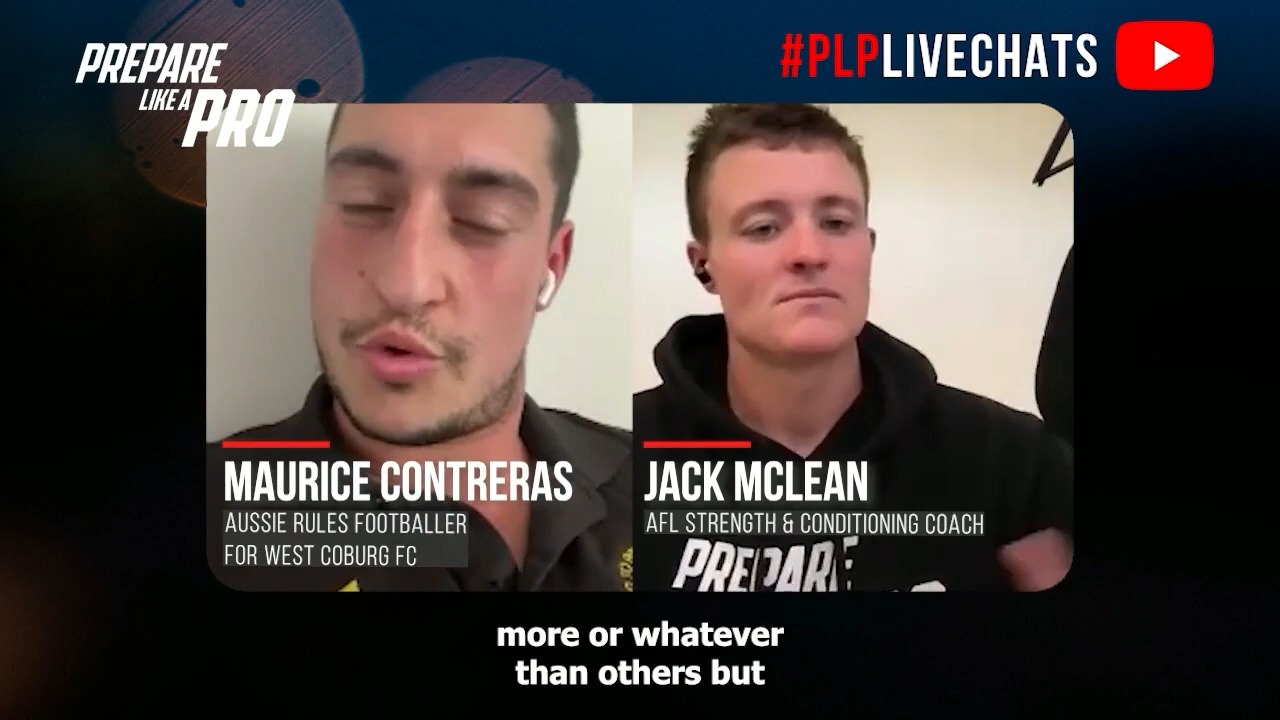 PREPARE
LIKE A
PRO
#PLPLIVECHATS
MAURICE CONTRERAS
AUSSIE RULES FOOTBALLER
FOR WEST COBURG FC
JACK MCLEAN
AFL STRENGTH & CONDITIONING COACH
PREPARE
more or whatever
than others but